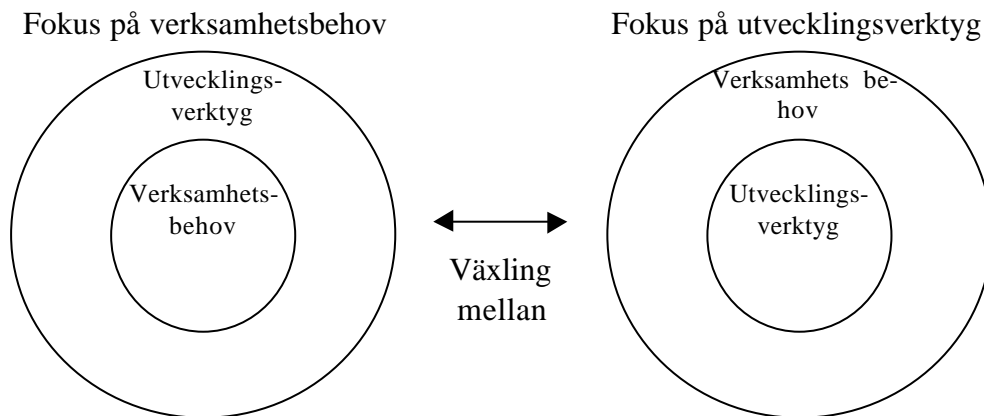 Fokus på verksamhetsbehov
Utvecklings-
verktyg
Verksamhets-
behov
Växling
mellan
Fokus på utvecklingsverktyg
Verksamhets be-
hov
Utvecklings-
verktyg